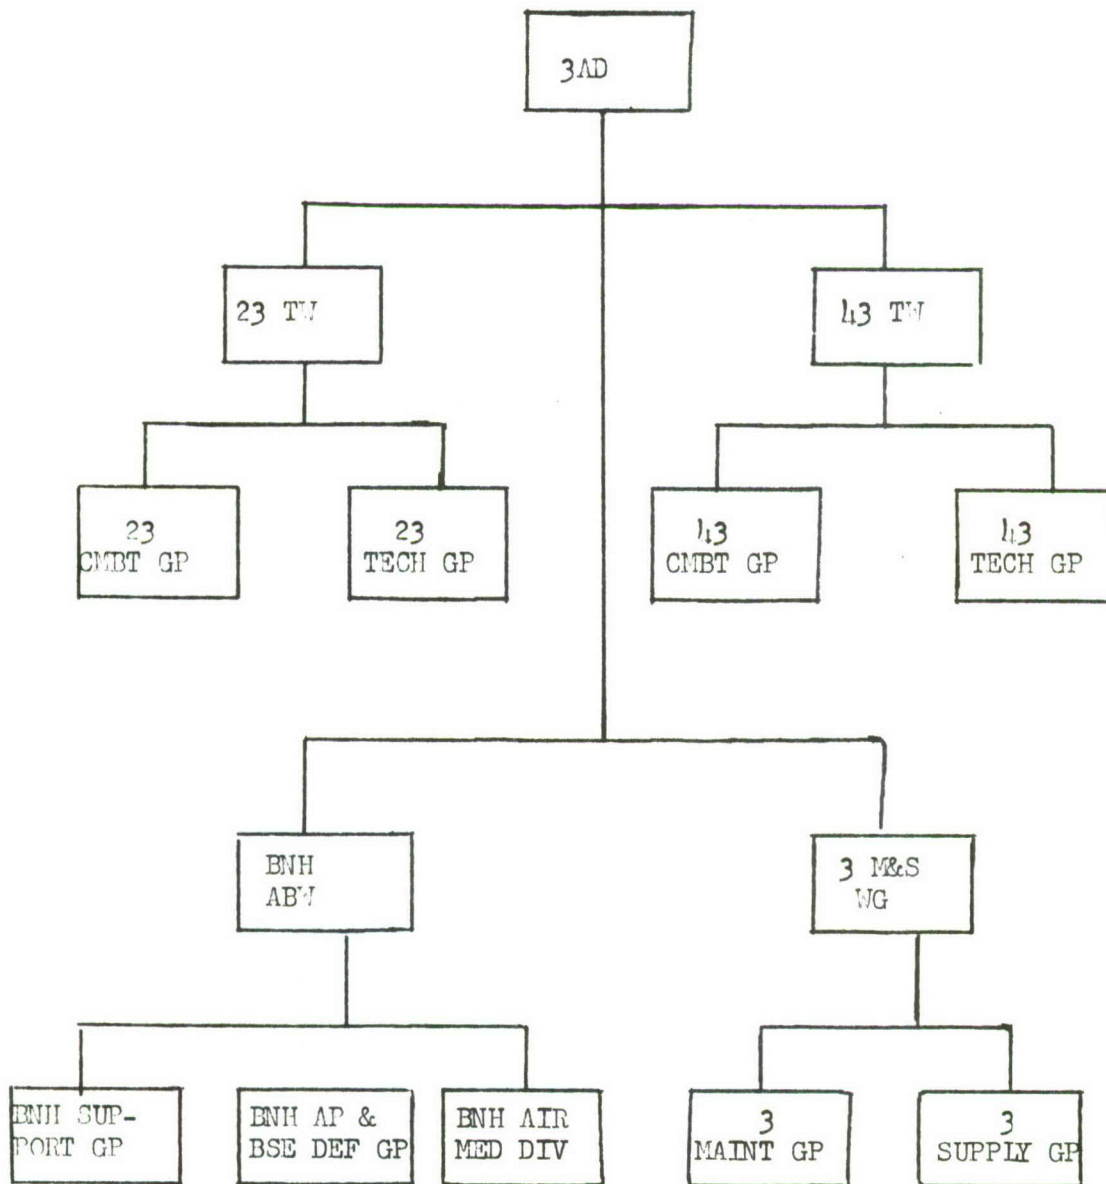 3AD
23 TW
43 TW
23
CMBT GP
23
TECH GP
43
CMBT GP
43
TECH GP
BNH
ABW
3 M&S
WG
BNH SUP-
PORT GP
BNH AP &
BSE DEF GP
BNH AIR
MED DIV
3
MAINT GP
3
SUPPLY GP